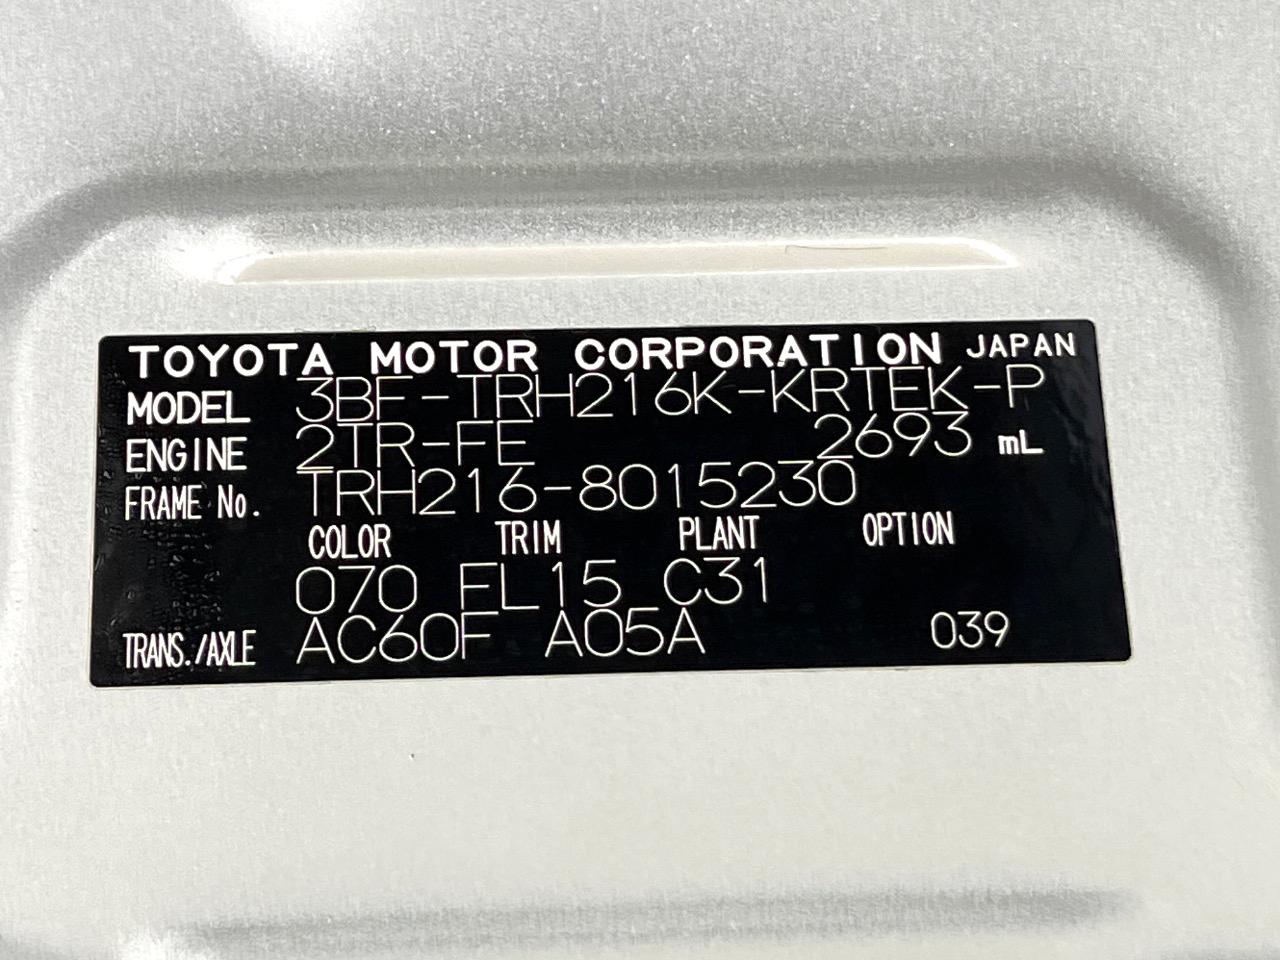 TOYOTA MOTOR CORPORATION JAPAN
MODEL 3BF-TRH216K-KRTEK-P
ENGINE 2TR-FE 2693 mL
FRAME No. TRH216-8015230
COLOR TRIM PLANT OPTION
070 FL15 C31
TRANS./AXLE AC60F A05A 039